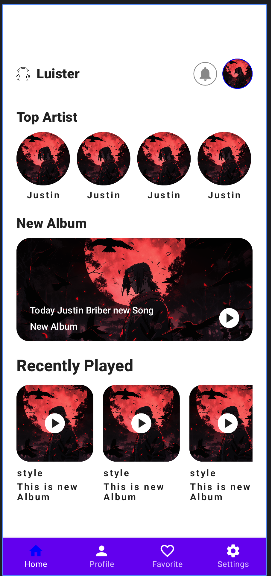 Luister
Top Artist
Justin Justin Justin Justin
New Album
Today Justin Briber new Song
New Album
Recently Played
style style style
This is new This is new This is new
Album Album Album
Home Profile Favorite Settings